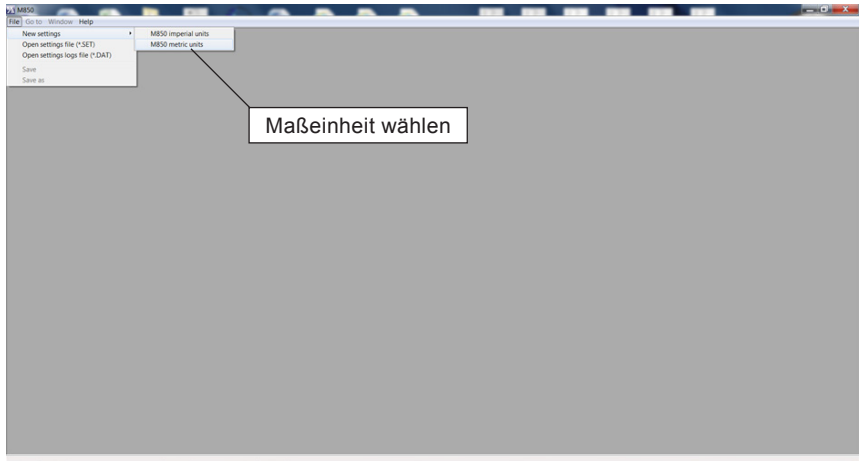 M850
File Go to Window Help
New settings
M850 imperial units
M850 metric units
Open settings file (*.SET)
Open settings logs file (*.DAT)
Save
Save as
Maßeinheit wählen